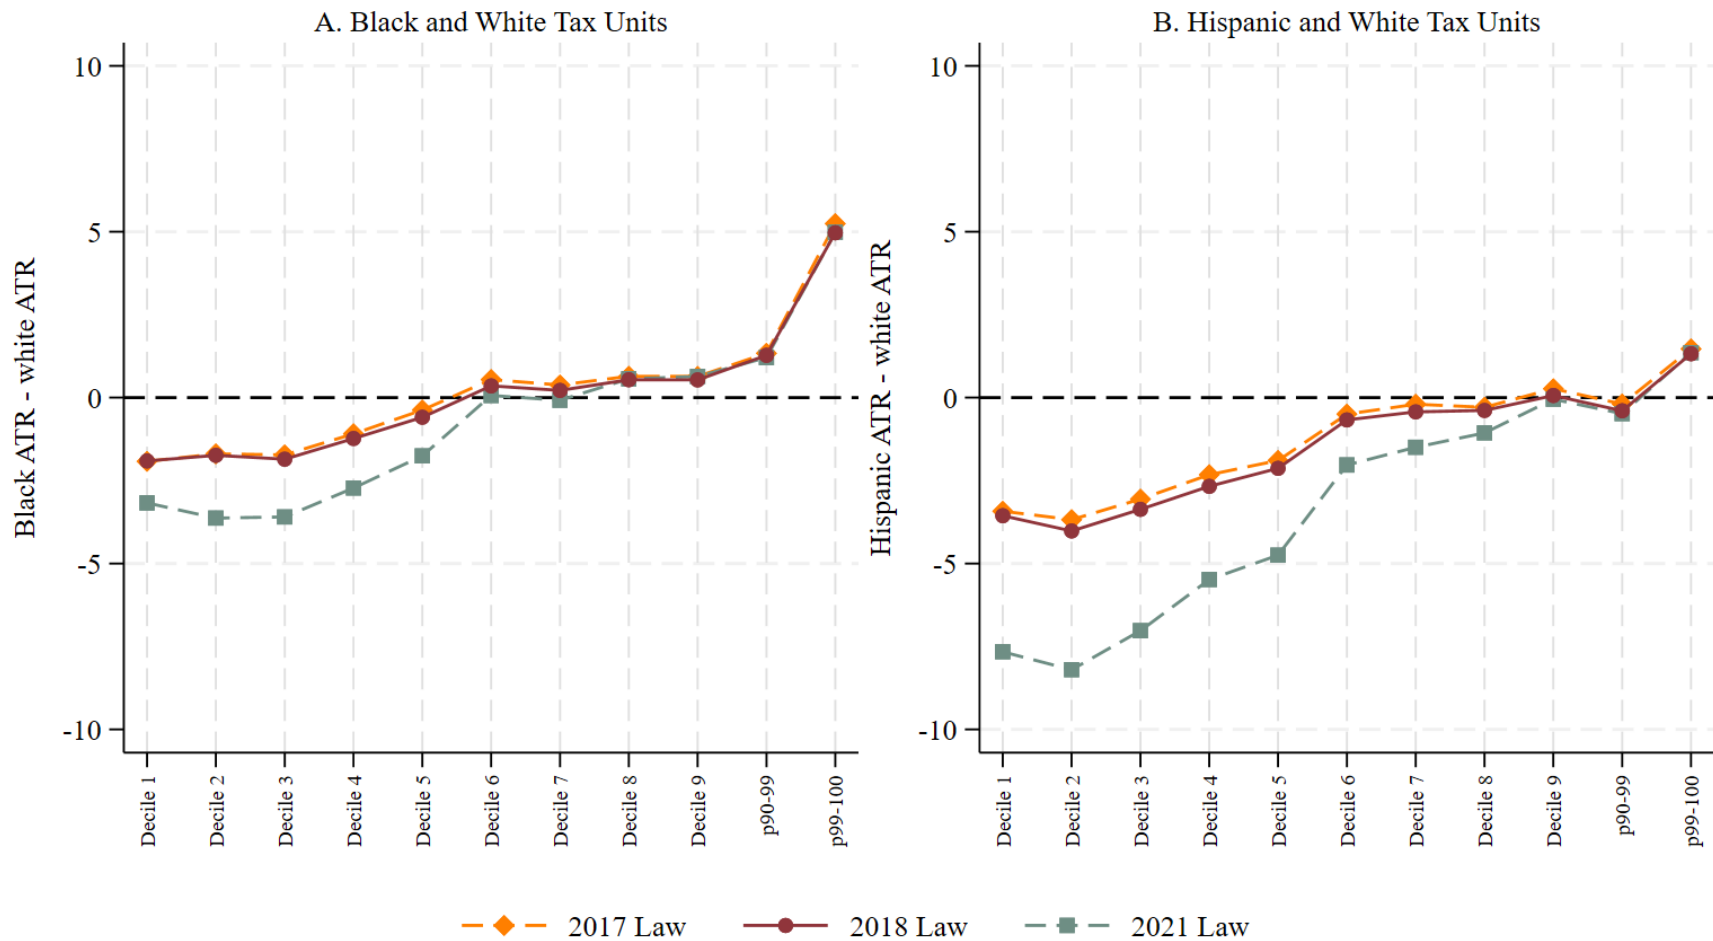 A. Black and White Tax Units
Black ATR - white ATR
10
5
0
-5
-10
Decile 1
Decile 2
Decile 3
Decile 4
Decile 5
Decile 6
Decile 7
Decile 8
Decile 9
p90-99
p99-100
B. Hispanic and White Tax Units
Hispanic ATR - white ATR
10
5
0
-5
-10
Decile 1
Decile 2
Decile 3
Decile 4
Decile 5
Decile 6
Decile 7
Decile 8
Decile 9
p90-99
p99-100
2017 Law
2018 Law
2021 Law